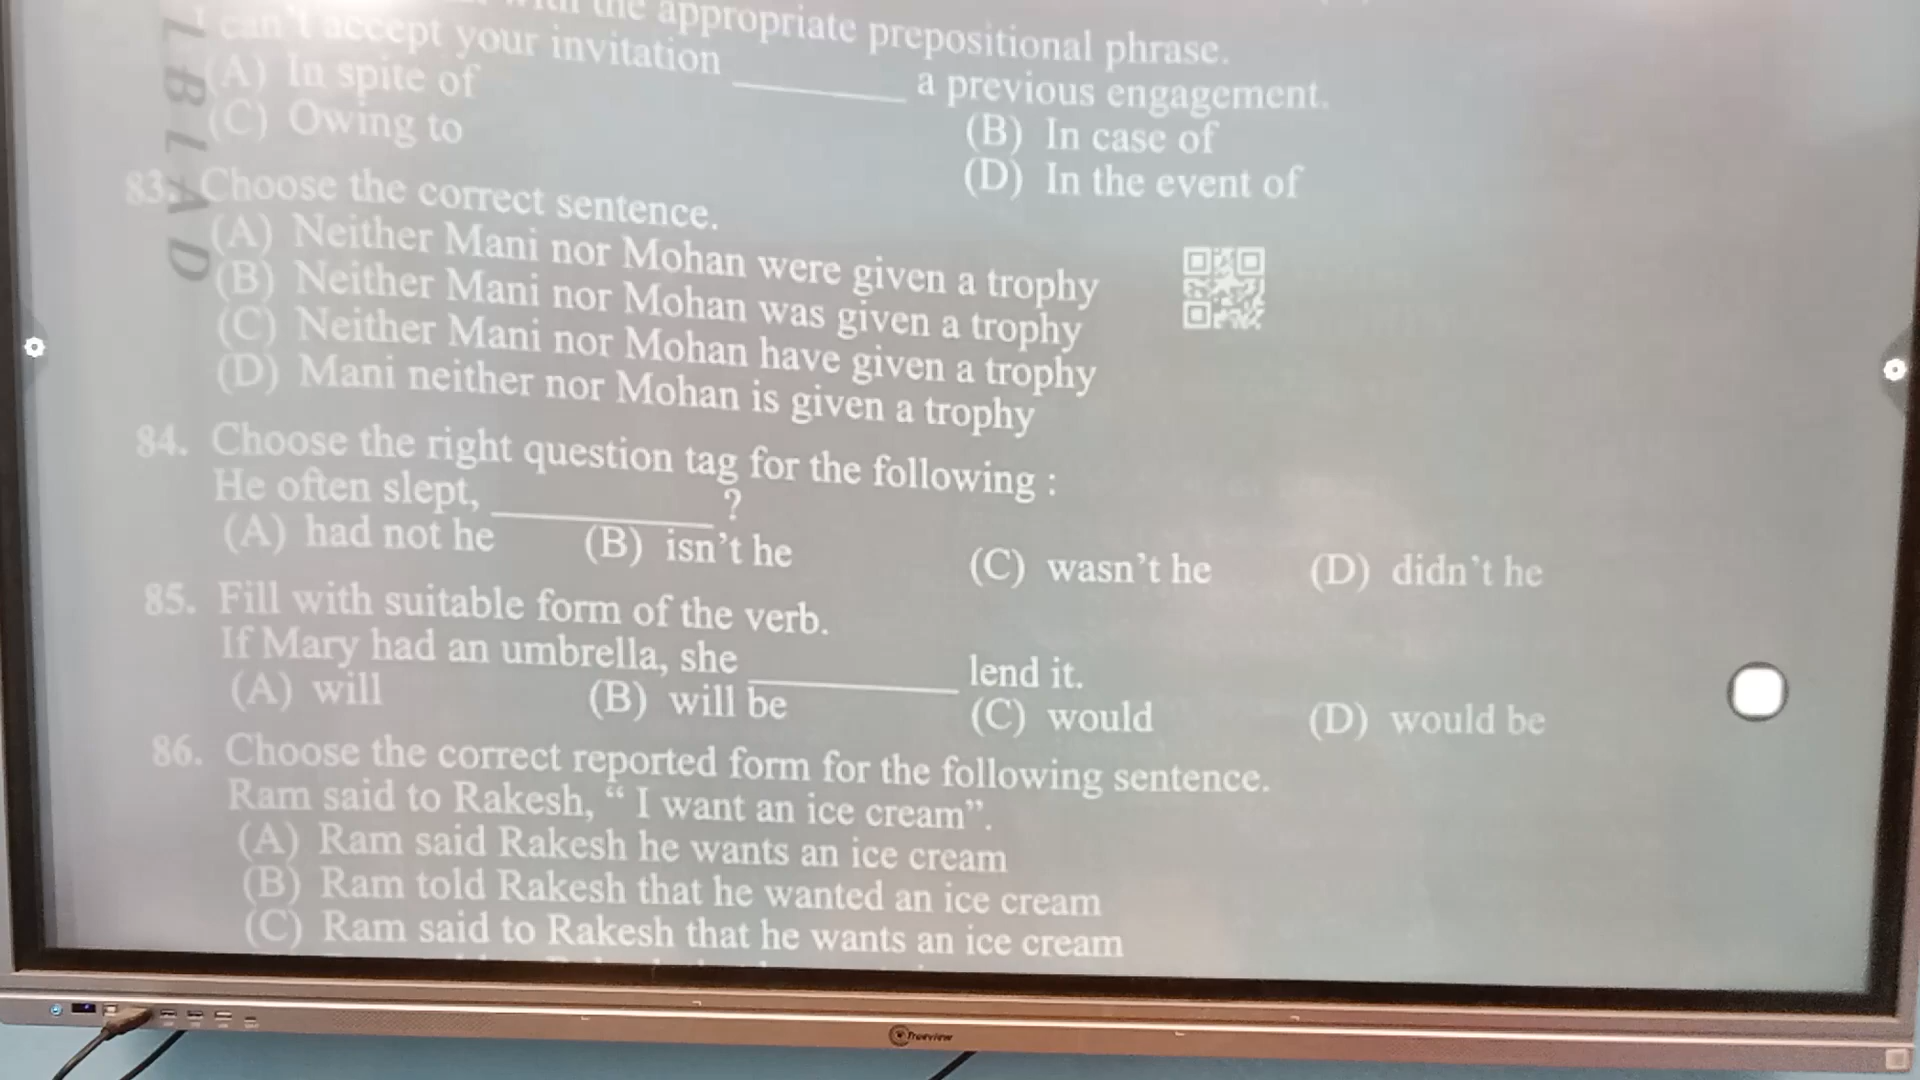 the appropriate prepositional phrase.
I can't accept your invitation ________ a previous engagement.
(A) In spite of (B) In case of
(C) Owing to (D) In the event of
83. Choose the correct sentence.
(A) Neither Mani nor Mohan were given a trophy
(B) Neither Mani nor Mohan was given a trophy
(C) Neither Mani nor Mohan have given a trophy
(D) Mani neither nor Mohan is given a trophy
84. Choose the right question tag for the following :
He often slept, ________ ?
(A) had not he (B) isn't he (C) wasn't he (D) didn't he
85. Fill with suitable form of the verb.
If Mary had an umbrella, she ________ lend it.
(A) will (B) will be (C) would (D) would be
86. Choose the correct reported form for the following sentence.
Ram said to Rakesh, “ I want an ice cream”.
(A) Ram said Rakesh he wants an ice cream
(B) Ram told Rakesh that he wanted an ice cream
(C) Ram said to Rakesh that he wants an ice cream
Trueview